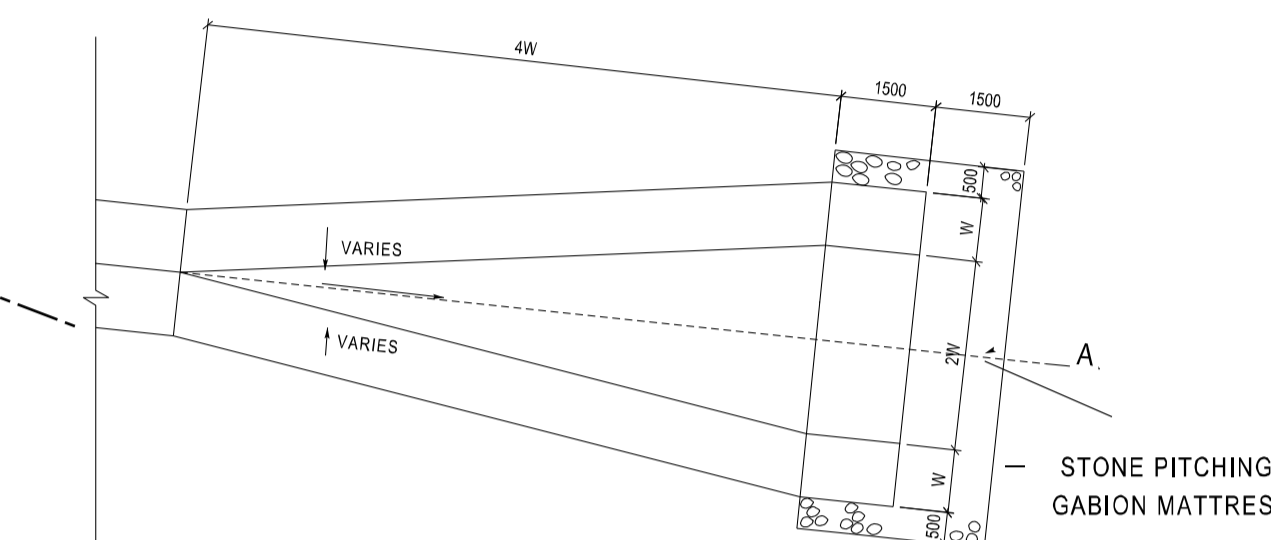 4W
1500
1500
500
W
VARIES
VARIES
2W
A
W
STONE PITCHING
GABION MATTRES
500